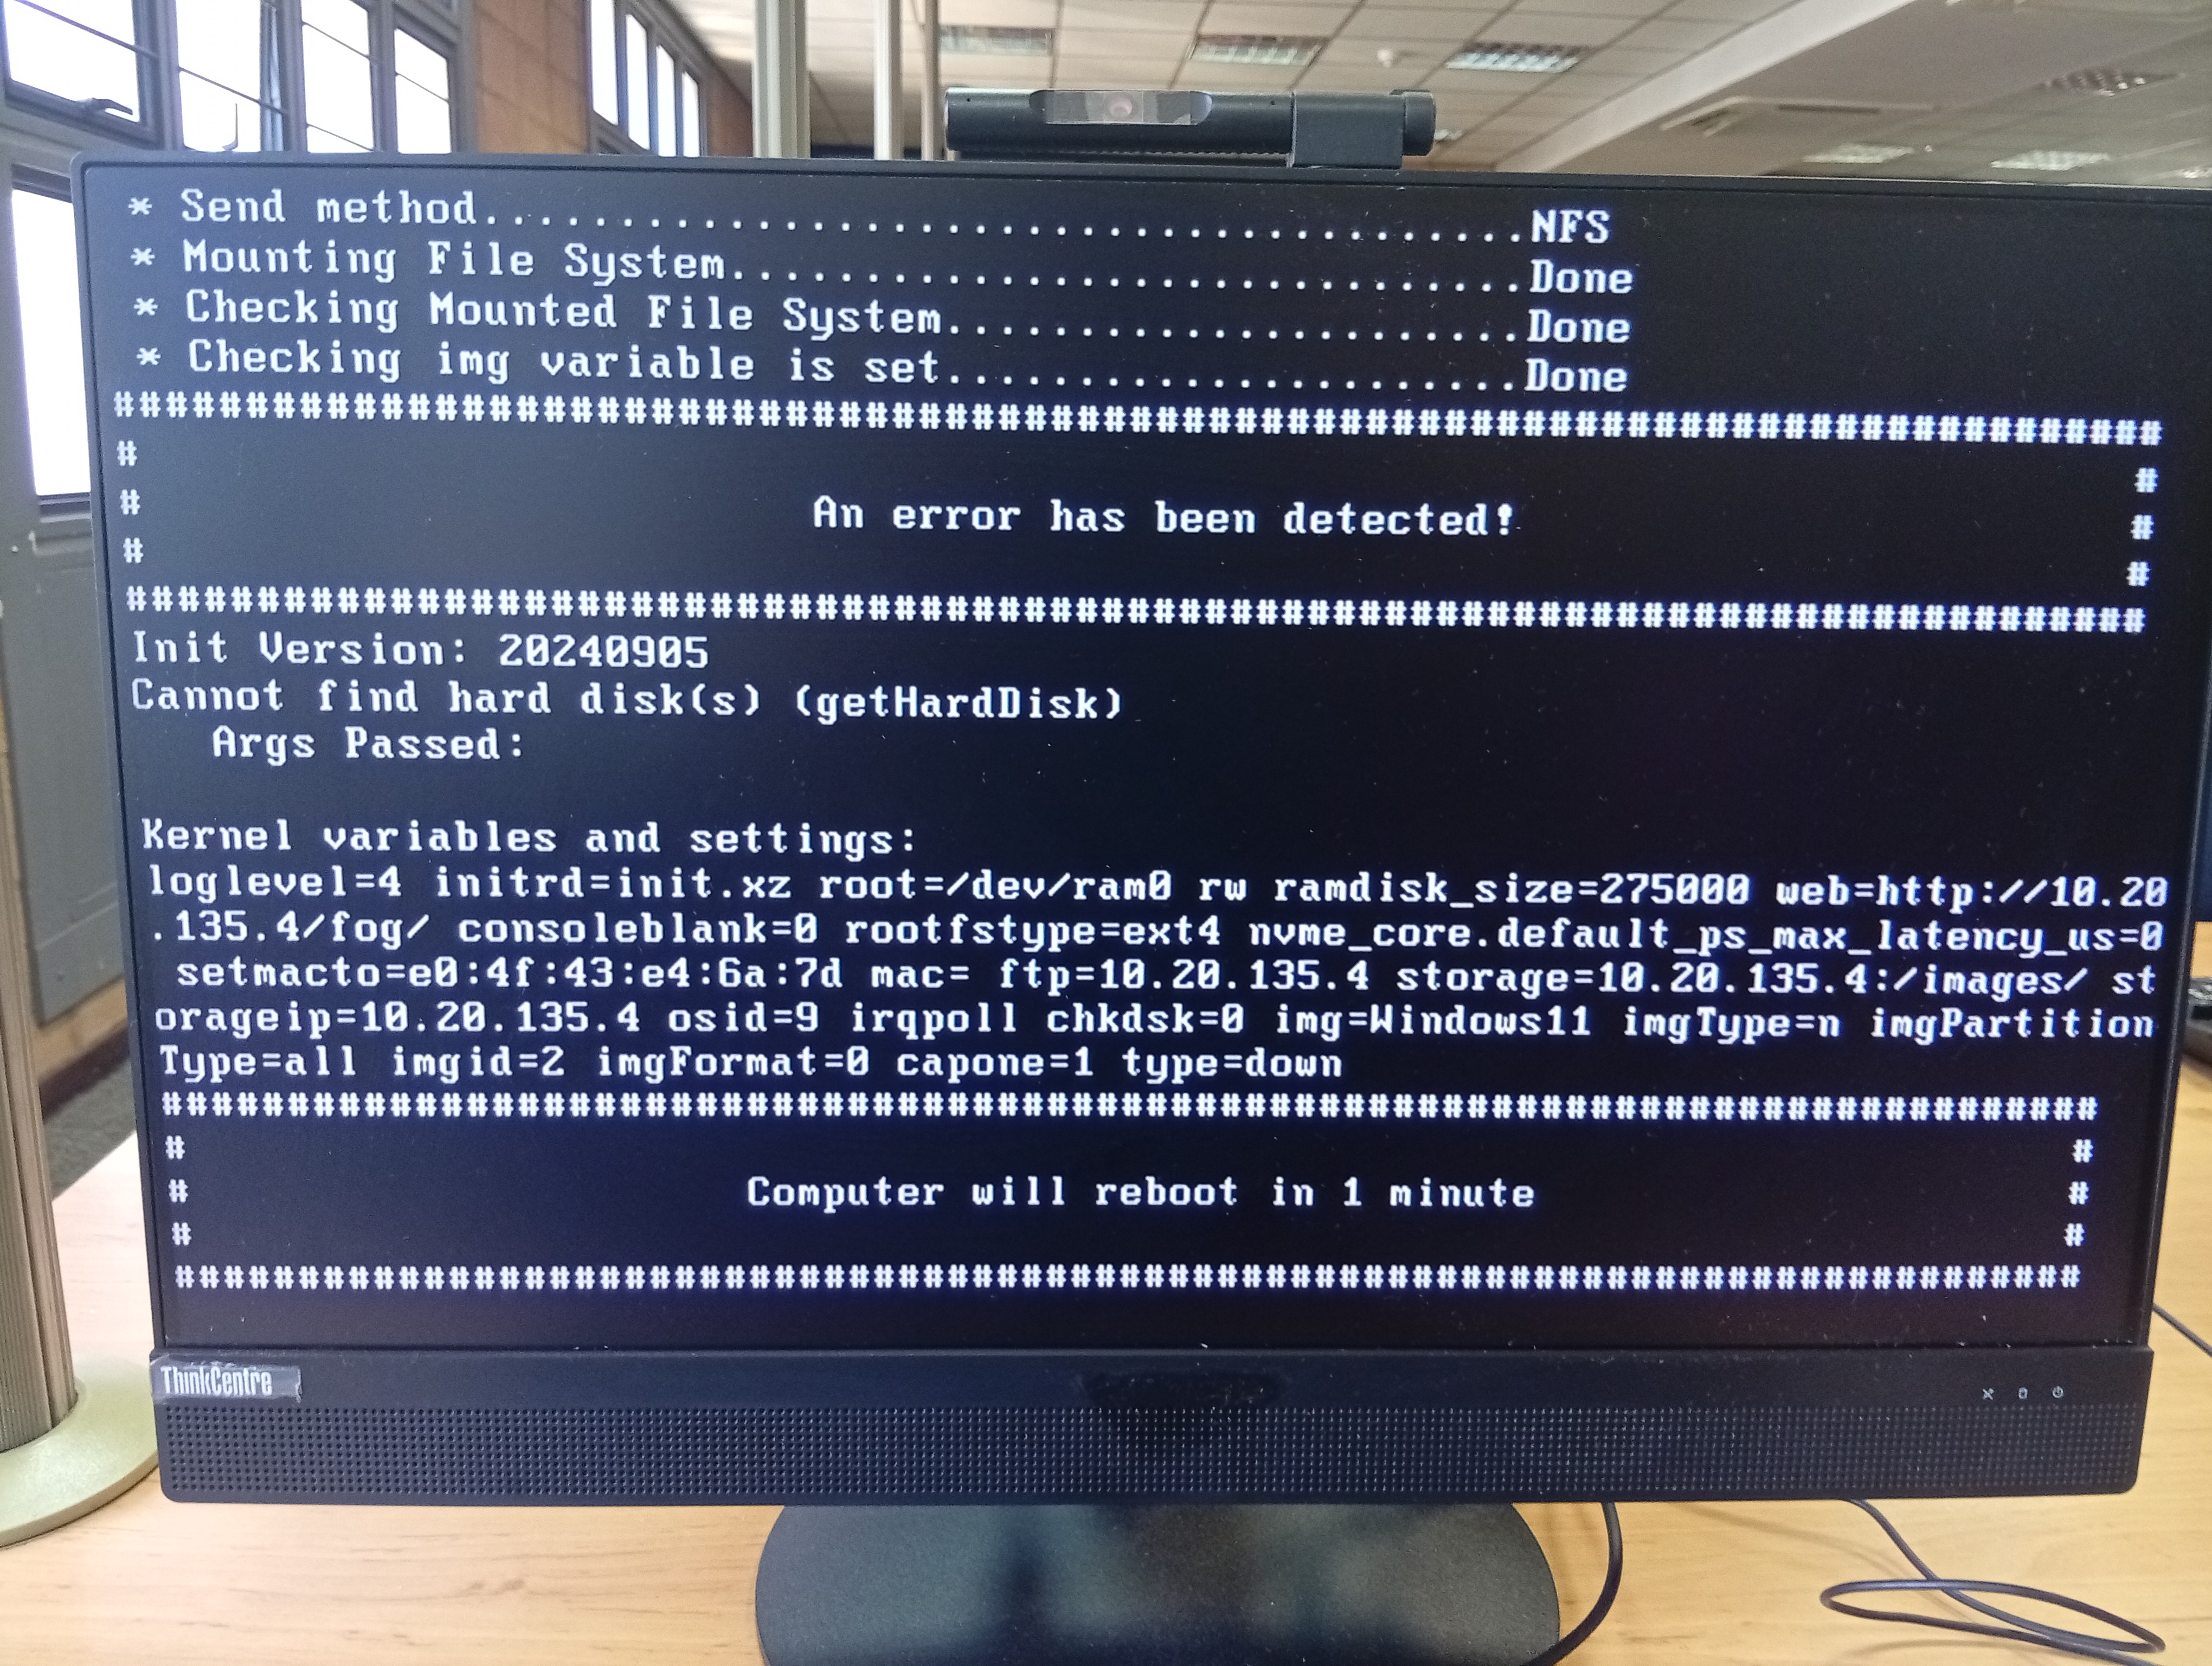 * Send method.......................................NFS
* Mounting File System..............................Done
* Checking Mounted File System......................Done
* Checking img variable is set......................Done
##############################################################################
#                                                                            #
#                         An error has been detected!                        #
#                                                                            #
##############################################################################
Init Version: 20240905
Cannot find hard disk(s) (getHardDisk)
   Args Passed:
Kernel variables and settings:
loglevel=4 initrd=init.xz root=/dev/ram0 rw ramdisk_size=275000 web=http://10.20
.135.4/fog/ consoleblank=0 rootfstype=ext4 nvme_core.default_ps_max_latency_us=0
 setmacto=e0:4f:43:e4:6a:7d mac= ftp=10.20.135.4 storage=10.20.135.4:/images/ st
orageip=10.20.135.4 osid=9 irqpoll chkdsk=0 img=Windows11 imgType=n imgPartition
Type=all imgid=2 imgFormat=0 capone=1 type=down
##############################################################################
#                                                                            #
#                       Computer will reboot in 1 minute                     #
#                                                                            #
##############################################################################
ThinkCentre